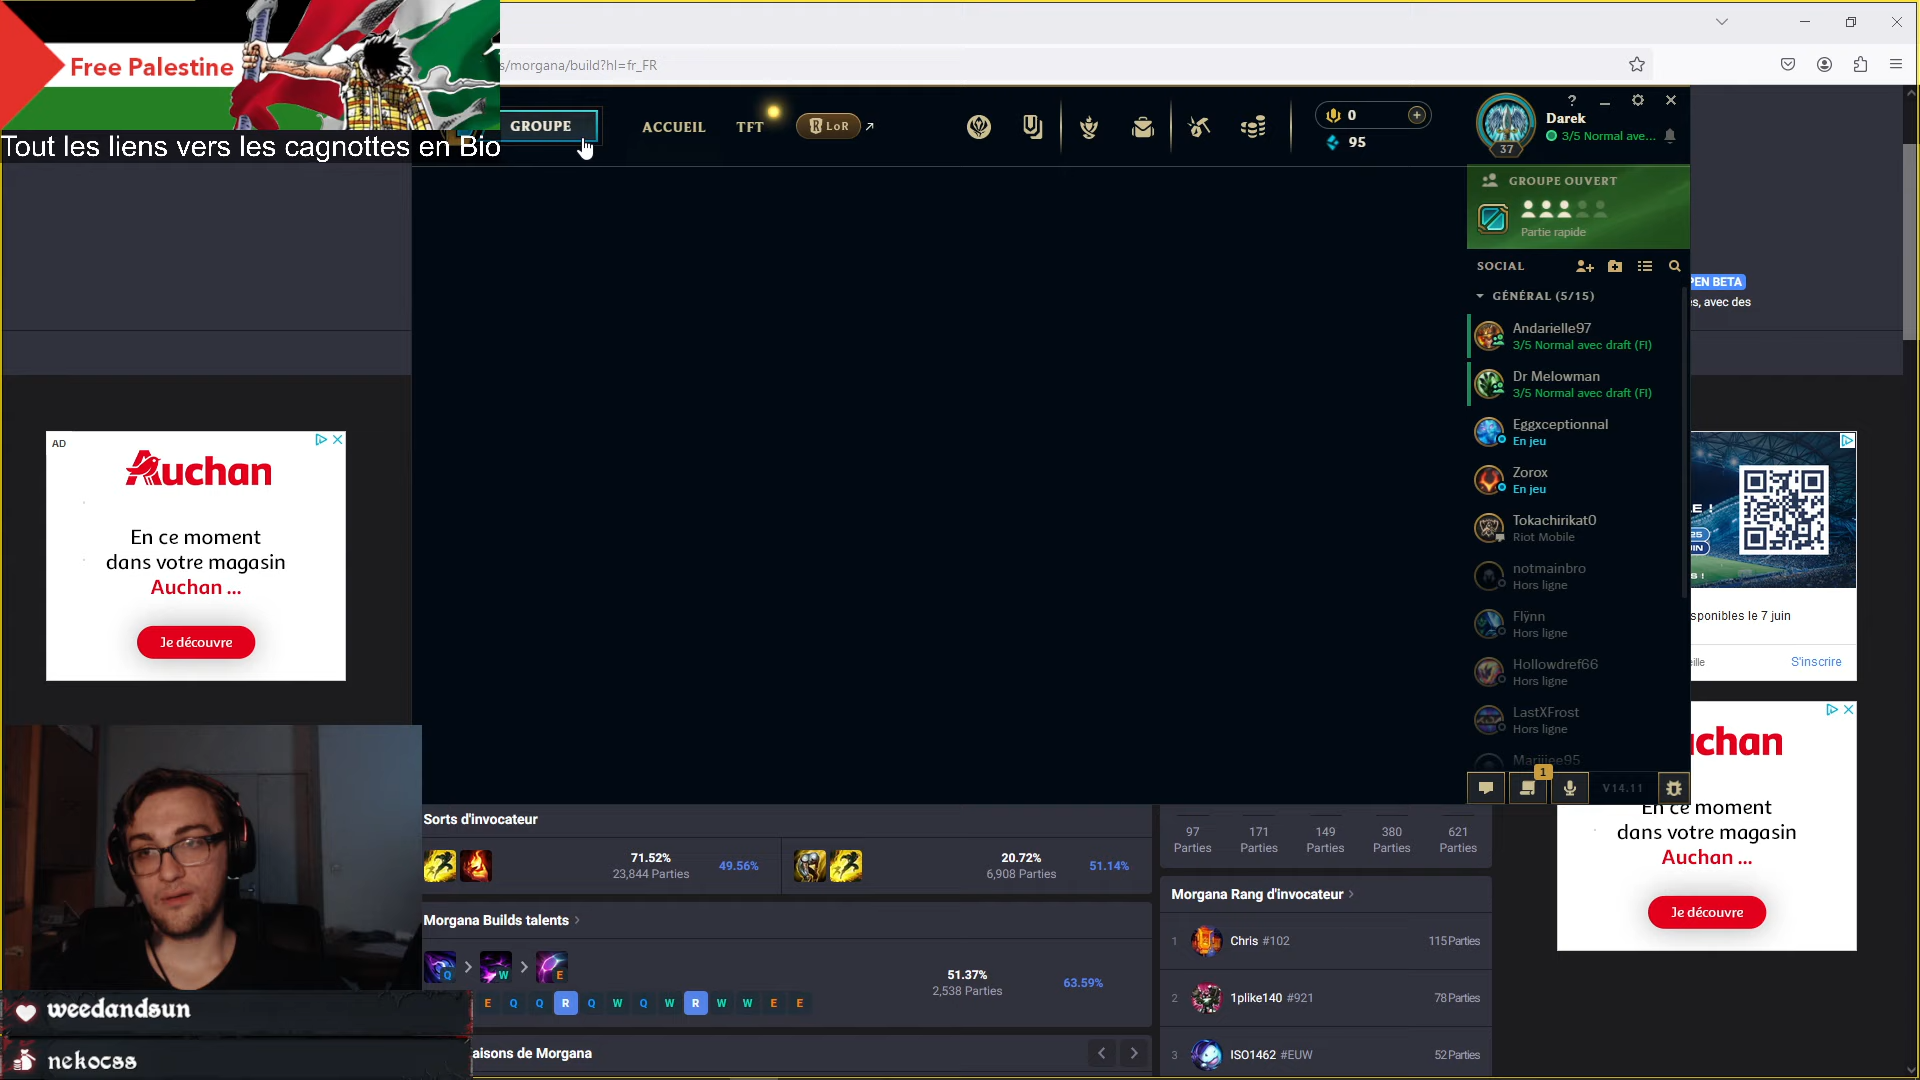 Free Palestine
Tout les liens vers les cagnottes en Bio
s/morgana/build?hl=fr_FR
GROUPE
ACCUEIL
TFT
LoR
0
95
37
?
Darek
3/5 Normal ave...
GROUPE OUVERT
Partie rapide
SOCIAL
GÉNÉRAL (5/15)
Andarielle97
3/5 Normal avec draft (FI)
Dr Melowman
3/5 Normal avec draft (FI)
Eggxceptionnal
En jeu
Zorox
En jeu
Tokachirikat0
Riot Mobile
notmainbro
Hors ligne
Flÿnn
Hors ligne
Hollowdref66
Hors ligne
LastXFrost
Hors ligne
Marijiee95
1
V14.11
PEN BETA
s, avec des
AD
Auchan
En ce moment
dans votre magasin
Auchan ...
Je découvre
E !
25
JIN
S !
sponibles le 7 juin
eille
S'inscrire
uchan
En ce moment
dans votre magasin
Auchan ...
Je découvre
Sorts d'invocateur
71.52%
23,844 Parties
49.56%
20.72%
6,908 Parties
51.14%
Morgana Builds talents
Q
W
E
E Q Q R Q W Q W R W W E E
51.37%
2,538 Parties
63.59%
aisons de Morgana
97
Parties
171
Parties
149
Parties
380
Parties
621
Parties
Morgana Rang d'invocateur
1
Chris #102
115 Parties
2
1plike140 #921
78 Parties
3
ISO1462 #EUW
52 Parties
weedandsun
nekocss